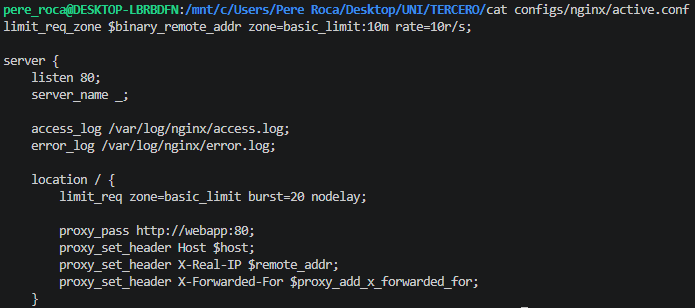 pere_roca@DESKTOP-LBRBDFN:/mnt/c/Users/Pere Roca/Desktop/UNI/TERCERO/cat configs/nginx/active.conf
limit_req_zone $binary_remote_addr zone=basic_limit:10m rate=10r/s;
server {
listen 80;
server_name _;
access_log /var/log/nginx/access.log;
error_log /var/log/nginx/error.log;
location / {
limit_req zone=basic_limit burst=20 nodelay;
proxy_pass http://webapp:80;
proxy_set_header Host $host;
proxy_set_header X-Real-IP $remote_addr;
proxy_set_header X-Forwarded-For $proxy_add_x_forwarded_for;
}